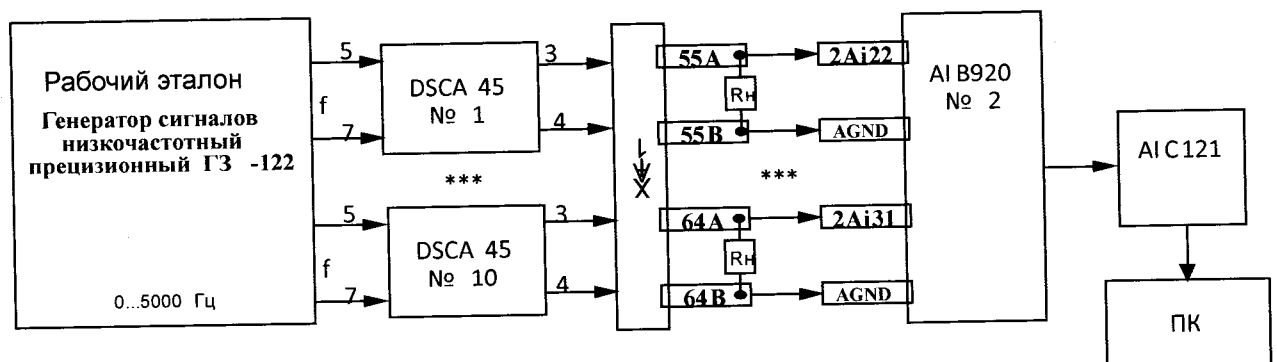 Рабочий эталон
Генератор сигналов
низкочастотный
прецизионный ГЗ -122
0...5000 Гц
5
f
7
5
f
7
DSCA 45
№ 1
***
DSCA 45
№ 10
3
4
3
4
55A
Rн
55B
***
64A
Rн
64B
2Ai22
AGND
2Ai31
AGND
AI B920
№ 2
AI C121
ПК